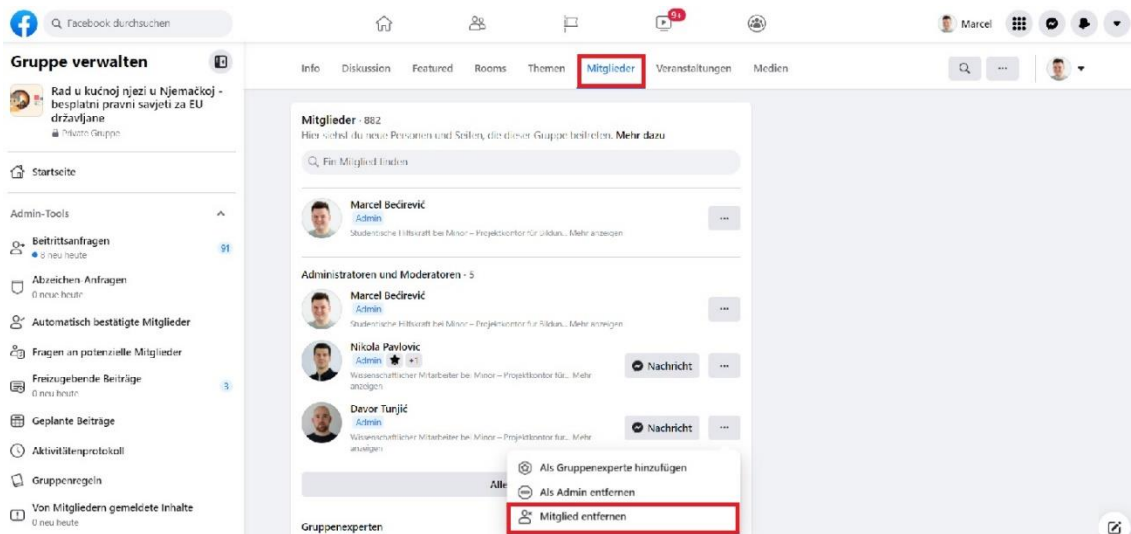 Facebook durchsuchen
9+
Marcel
Gruppe verwalten
Rad u kućnoj njezi u Njemačkoj -
besplatni pravni savjeti za EU
državljane
Private Gruppe
Startseite
Admin-Tools
Beitrittsanfragen
8 neu heute
91
Abzeichen-Anfragen
0 neue heute
Automatisch bestätigte Mitglieder
Fragen an potenzielle Mitglieder
Freizugebende Beiträge
0 neu heute
3
Geplante Beiträge
Aktivitätenprotokoll
Gruppenregeln
Von Mitgliedern gemeldete Inhalte
0 neu heute
Info Diskussion Featured Rooms Themen Mitglieder Veranstaltungen Medien
Mitglieder · 882
Hier siehst du neue Personen und Seiten, die dieser Gruppe beitreten. Mehr dazu
Ein Mitglied finden
Marcel Bećirević
Admin
Studentische Hilfskraft bei Minor – Projektkontor für Bildun... Mehr anzeigen
Administratoren und Moderatoren · 5
Marcel Bećirević
Admin
Studentische Hilfskraft bei Minor – Projektkontor für Bildun... Mehr anzeigen
Nikola Pavlovic
Admin +1
Wissenschaftlicher Mitarbeiter bei Minor – Projektkontor für... Mehr
anzeigen
Nachricht
Davor Tunjić
Admin
Wissenschaftlicher Mitarbeiter bei Minor – Projektkontor für... Mehr
anzeigen
Nachricht
Alle
Als Gruppenexperte hinzufügen
Als Admin entfernen
Mitglied entfernen
Gruppenexperten